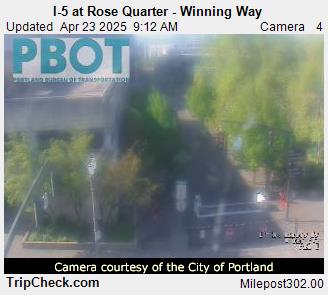 I-5 at Rose Quarter - Winning Way
Updated Apr 23 2025 9:12 AM Camera 4
PBOT
PORTLAND BUREAU OF TRANSPORTATION
Camera courtesy of the City of Portland
TripCheck.com Milepost302.00